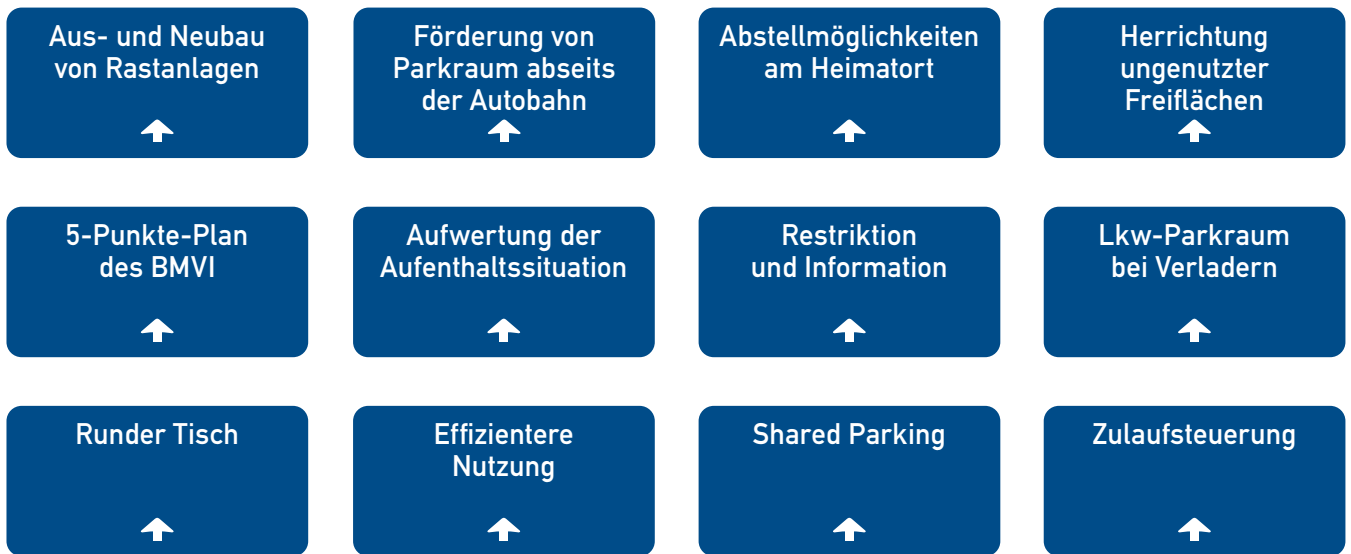 Aus- und Neubau
von Rastanlagen
Förderung von
Parkraum abseits
der Autobahn
Abstellmöglichkeiten
am Heimatort
Herrichtung
ungenutzter
Freiflächen
5-Punkte-Plan
des BMVI
Aufwertung der
Aufenthaltssituation
Restriktion
und Information
Lkw-Parkraum
bei Verladern
Runder Tisch
Effizientere
Nutzung
Shared Parking
Zulaufsteuerung